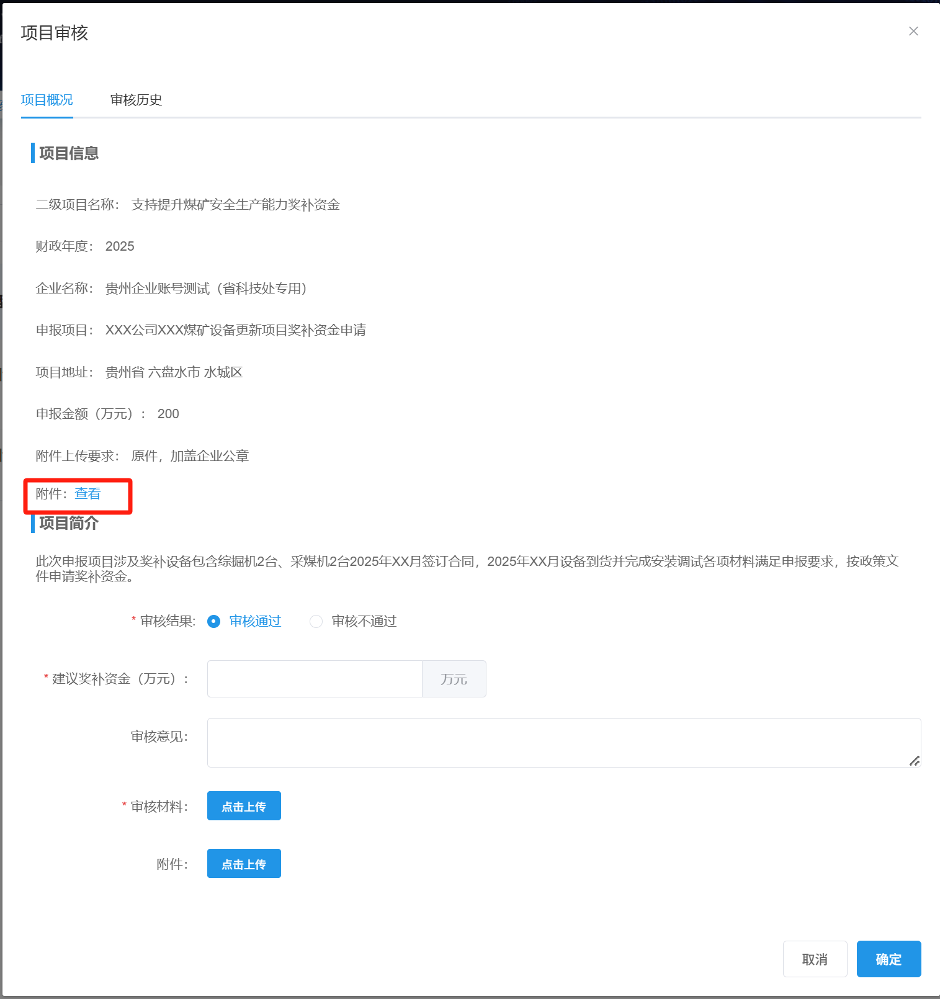 项目审核
项目概况 审核历史
项目信息
二级项目名称： 支持提升煤矿安全生产能力奖补资金
财政年度： 2025
企业名称： 贵州企业账号测试（省科技处专用）
申报项目： XXX公司XXX煤矿设备更新项目奖补资金申请
项目地址： 贵州省 六盘水市 水城区
申报金额（万元）： 200
附件上传要求： 原件，加盖企业公章
附件：查看
项目简介
此次申报项目涉及奖补设备包含综掘机2台、采煤机2台2025年XX月签订合同，2025年XX月设备到货并完成安装调试各项材料满足申报要求，按政策文
件申请奖补资金。
* 审核结果: 审核通过 审核不通过
* 建议奖补资金（万元）: 万元
审核意见：
* 审核材料： 点击上传
附件： 点击上传
取消 确定